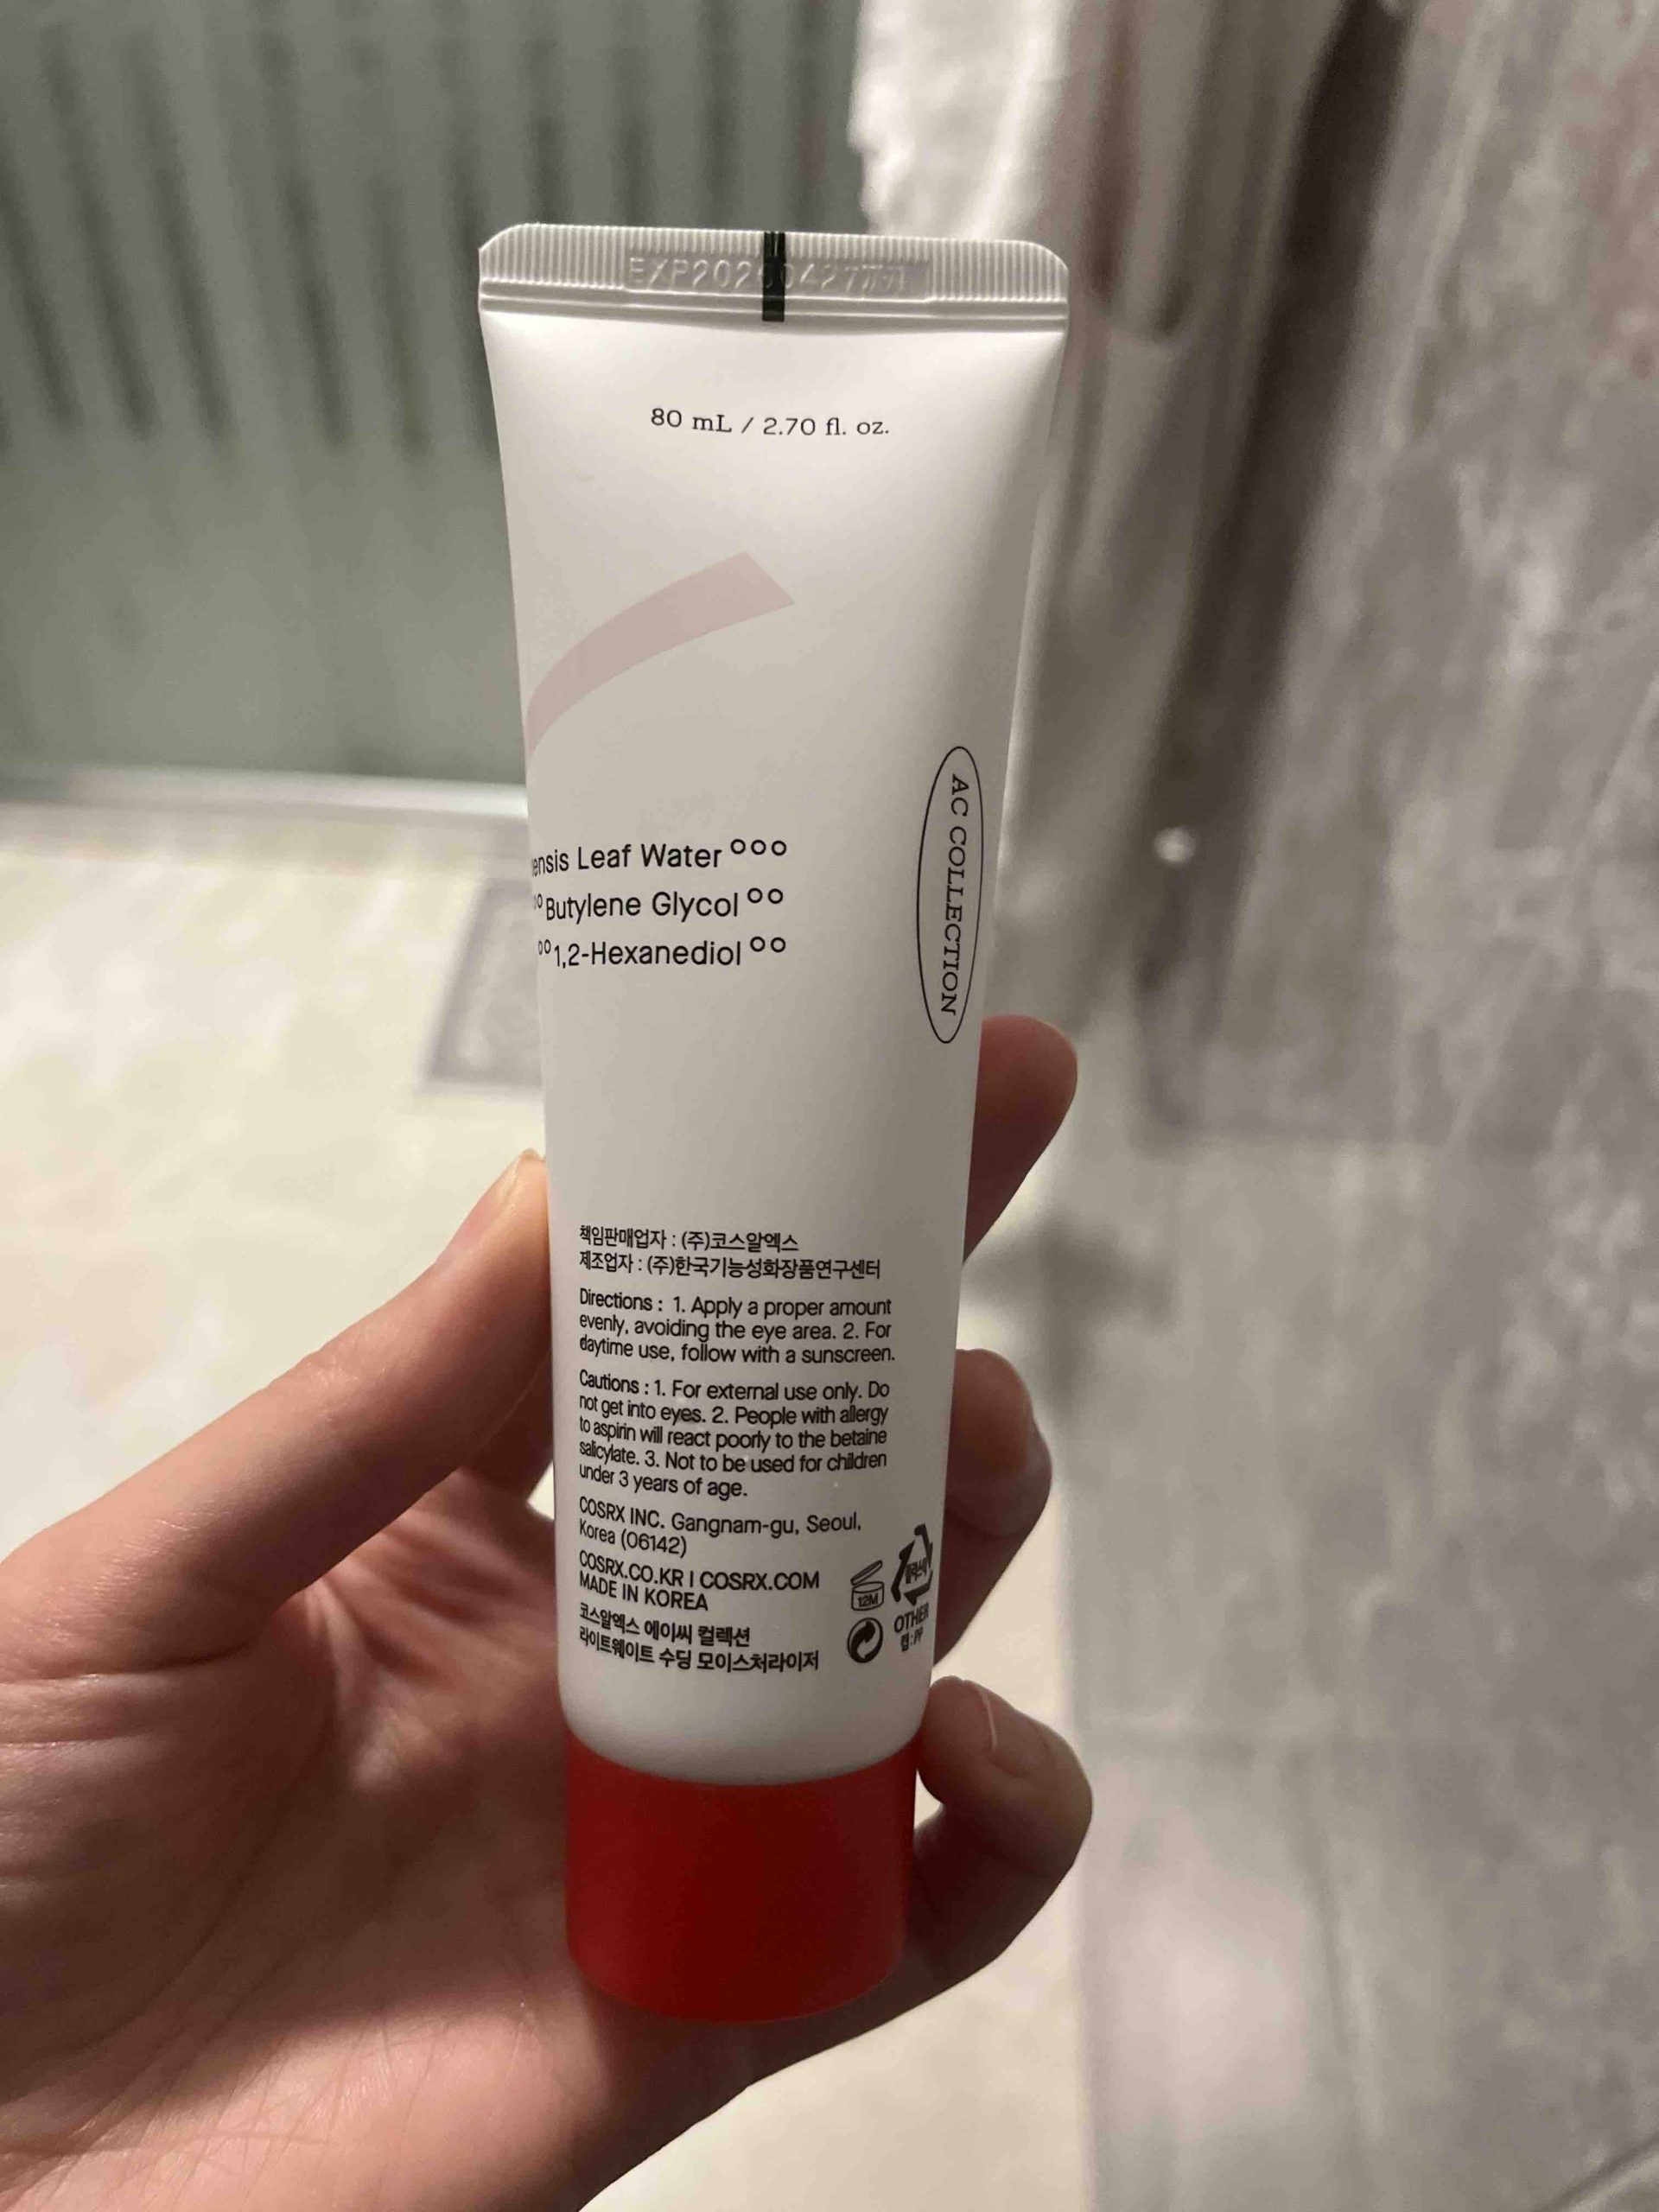 80 mL / 2.70 fl. oz.
Leaf Water °°°
Butylene Glycol °°
°°1,2-Hexanediol °°
AC COLLECTION
책임판매업자 : (주)코스알엑스
제조업자 : (주)한국기능성화장품연구센터
Directions : 1. Apply a proper amount
evenly, avoiding the eye area. 2. For
daytime use, follow with a sunscreen.
Cautions : 1. For external use only. Do
not get into eyes. 2. People with allergy
to aspirin will react poorly to the betaine
salicylate. 3. Not to be used for children
under 3 years of age.
COSRX INC. Gangnam-gu, Seoul,
Korea (06142)
COSRX.CO.KR | COSRX.COM
MADE IN KOREA
코스알엑스 에이씨 컬렉션
라이트웨이트 수딩 모이스처라이저
12M
OTHER
캡:PP